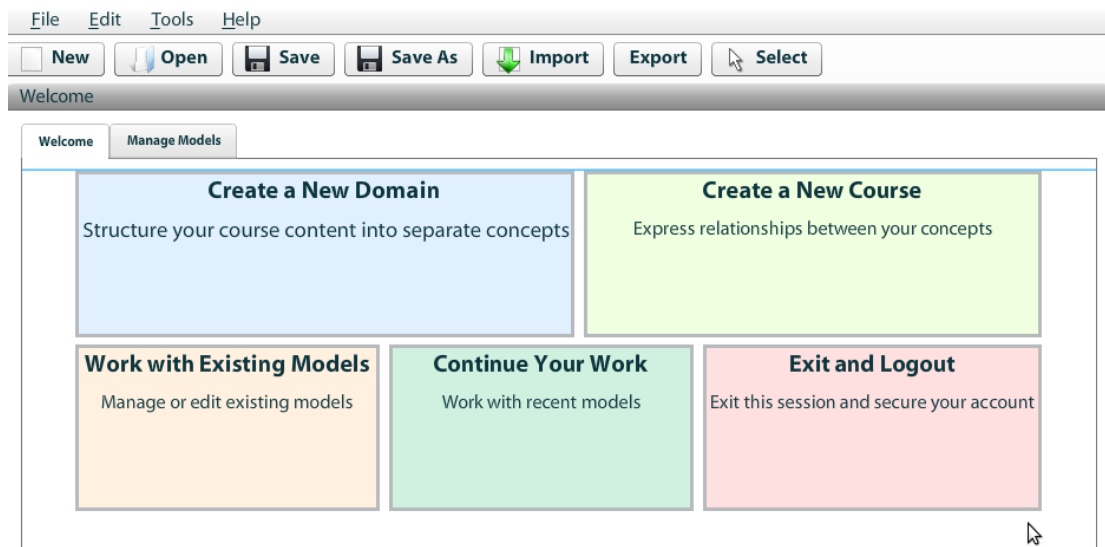 File Edit Tools Help
New Open Save Save As Import Export Select
Welcome
Welcome Manage Models
Create a New Domain
Structure your course content into separate concepts
Create a New Course
Express relationships between your concepts
Work with Existing Models
Manage or edit existing models
Continue Your Work
Work with recent models
Exit and Logout
Exit this session and secure your account